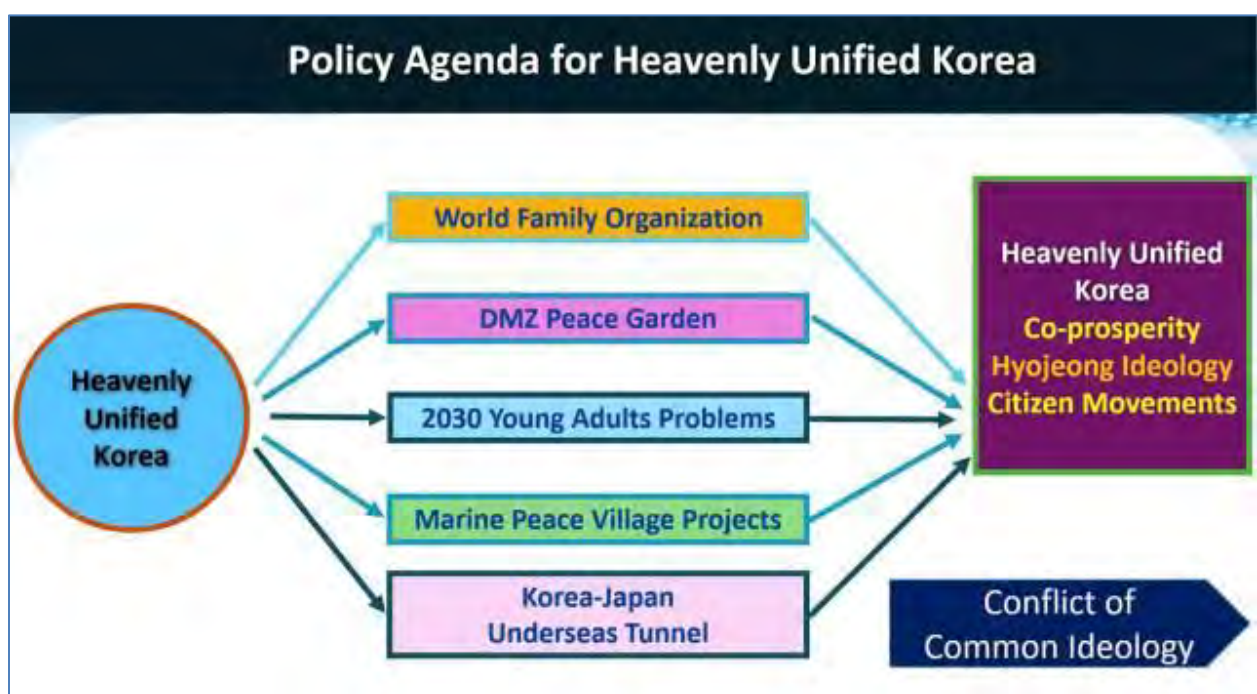 Policy Agenda for Heavenly Unified Korea
Heavenly
Unified
Korea
World Family Organization
DMZ Peace Garden
2030 Young Adults Problems
Marine Peace Village Projects
Korea-Japan
Underseas Tunnel
Heavenly Unified
Korea
Co-prosperity
Hyojeong Ideology
Citizen Movements
Conflict of
Common Ideology